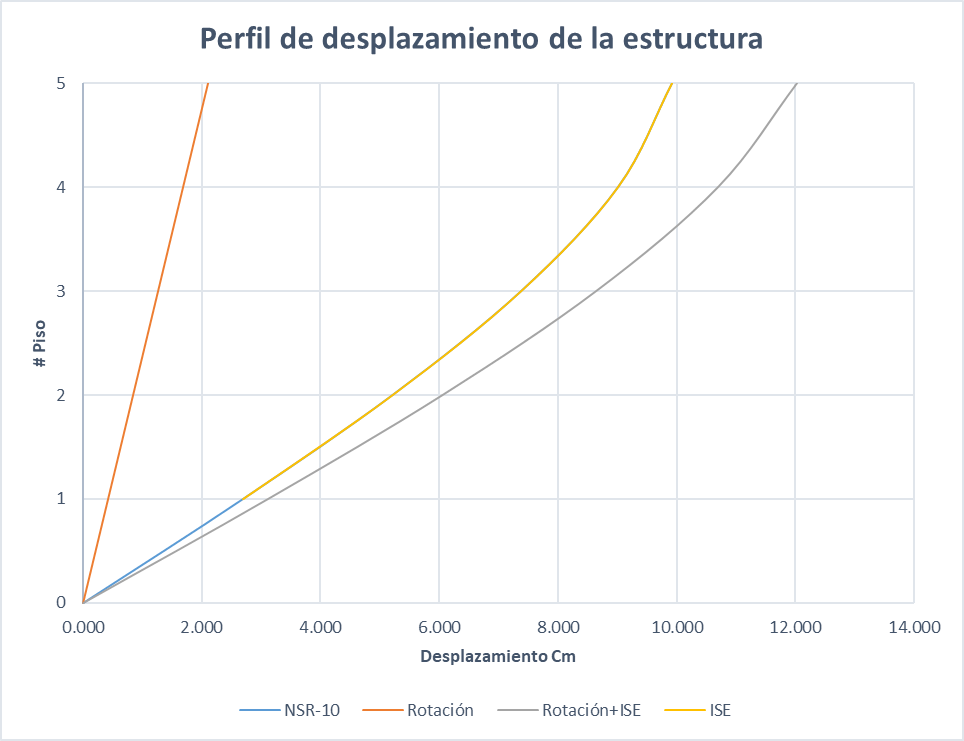 Perfil de desplazamiento de la estructura
5
4
3
2
1
0
# Piso
0.000 2.000 4.000 6.000 8.000 10.000 12.000 14.000
Desplazamiento Cm
NSR-10 Rotación Rotación+ISE ISE